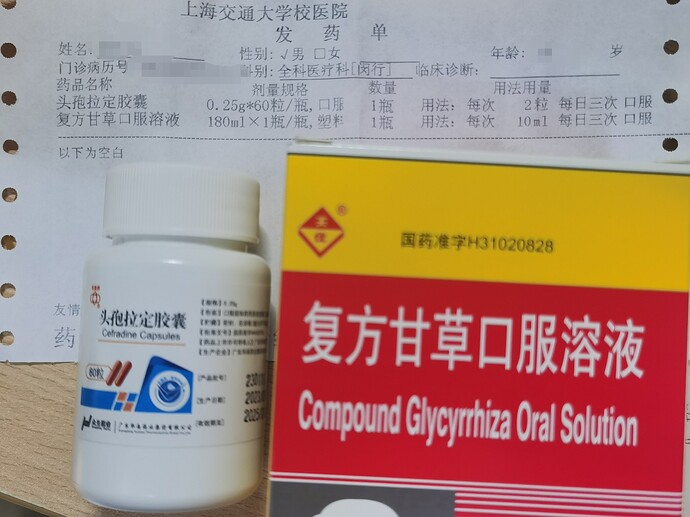 上海交通大学校医院
发 药 单
姓名: 性别: √男 □女 年龄: 岁
门诊病历号 科别: 全科医疗科[闵行] 临床诊断:
药品名称 剂量规格 数量 用法用量
头孢拉定胶囊 0.25g*60粒/瓶, 口服 1瓶 用法: 每次 2粒 每日三次 口服
复方甘草口服溶液 180ml×1瓶/瓶, 塑料 1瓶 用法: 每次 10ml 每日三次 口服
以下为空白
友情
药
头孢拉定胶囊
Cefradine Capsules
60粒
众生药业
国药准字H31020828
复方甘草口服溶液
Compound Glycyrrhiza Oral Solution